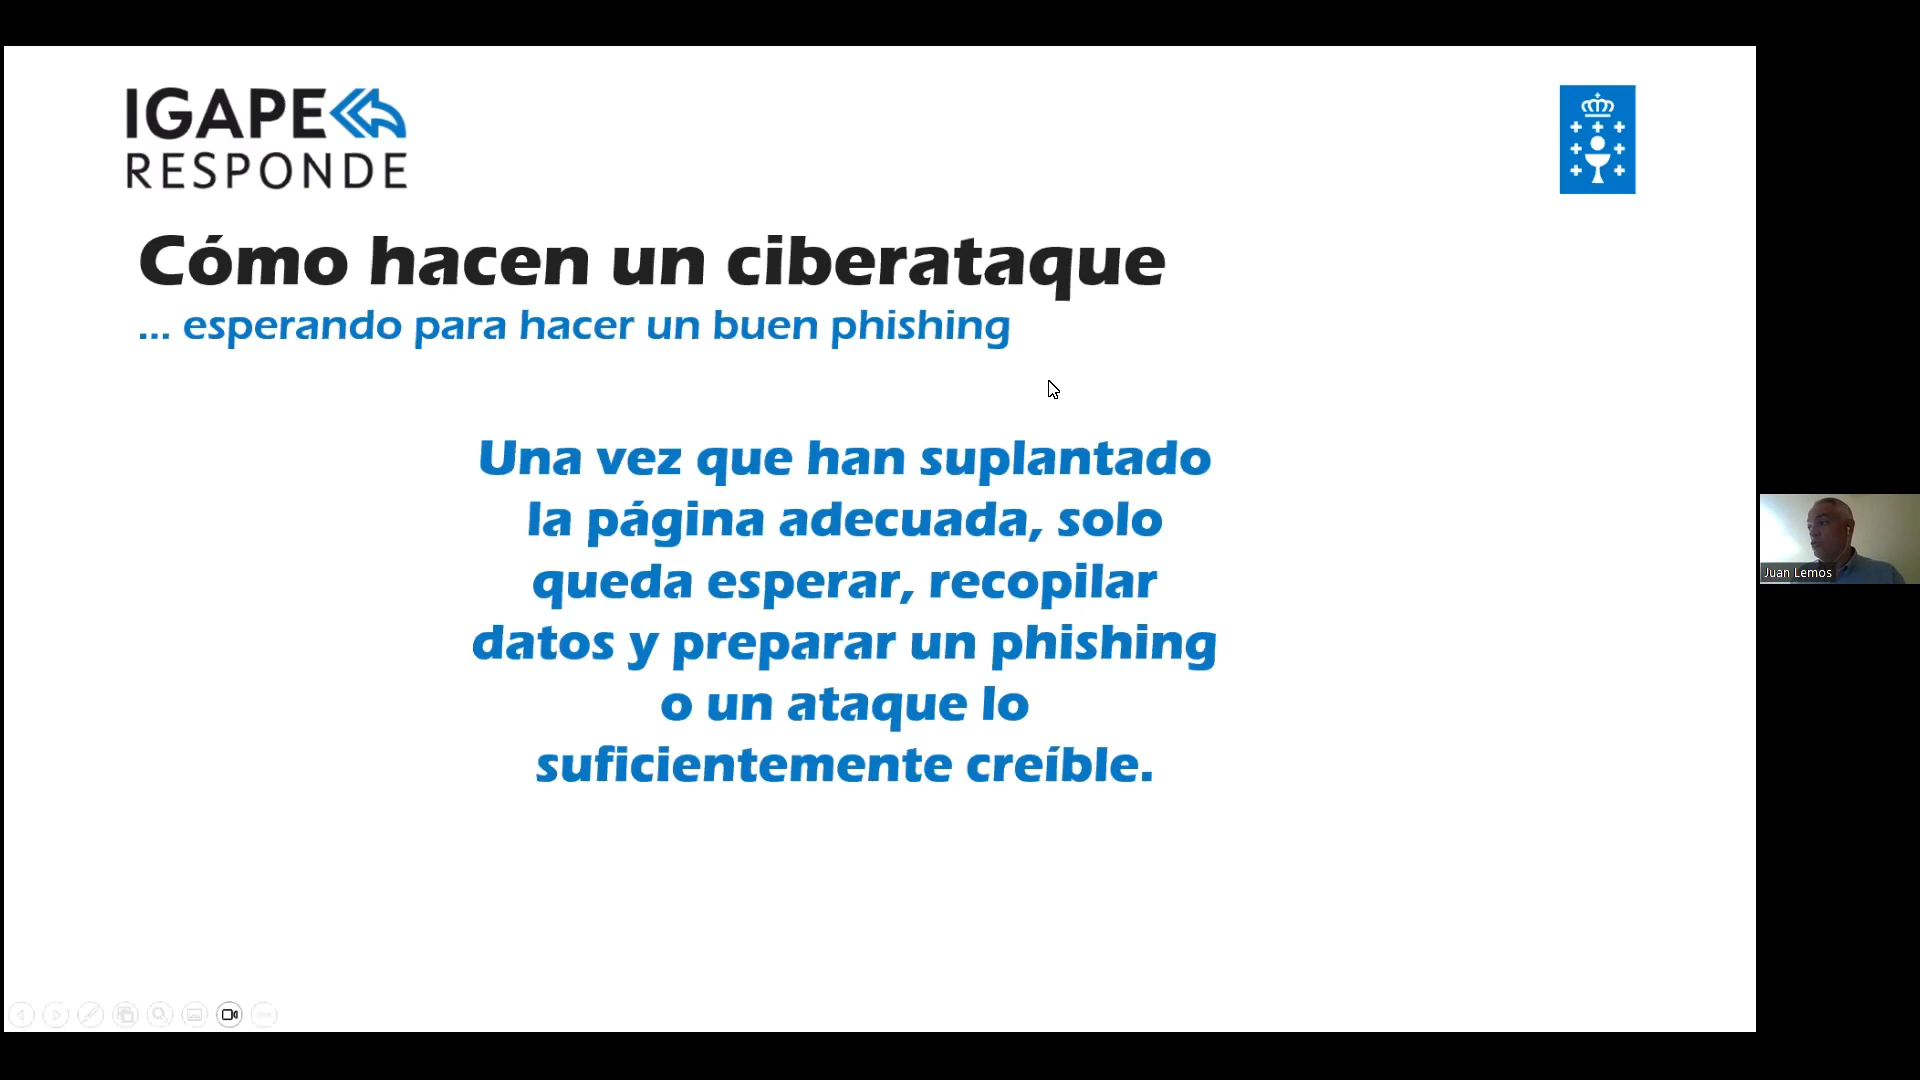 IGAPE
RESPONDE
Cómo hacen un ciberataque
... esperando para hacer un buen phishing
Una vez que han suplantado
la página adecuada, solo
queda esperar, recopilar
datos y preparar un phishing
o un ataque lo
suficientemente creíble.
Juan Lemos